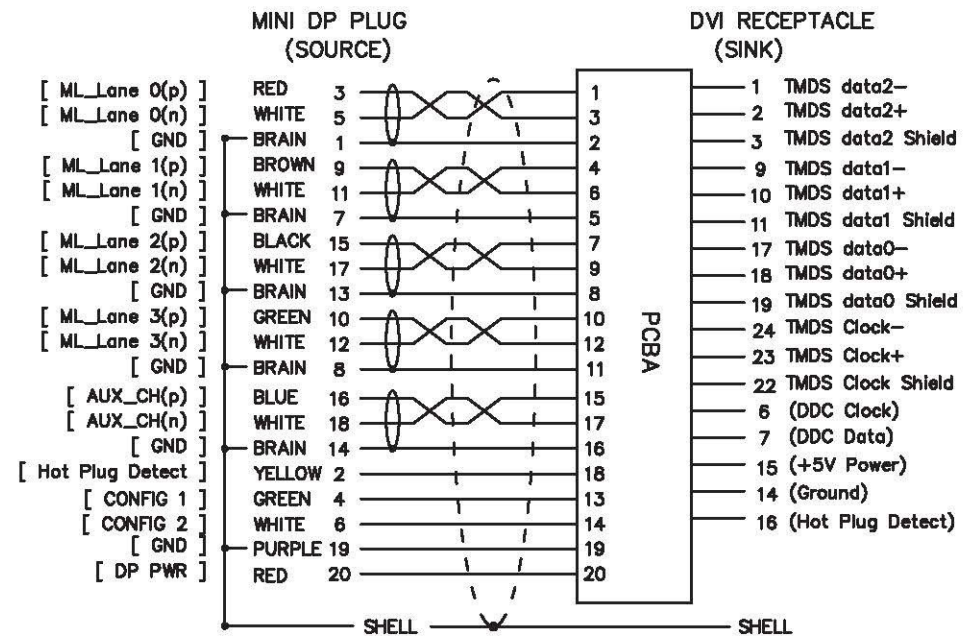 MINI DP PLUG
(SOURCE)
DVI RECEPTACLE
(SINK)
[ ML_Lane 0(p) ] RED 3 1
[ ML_Lane 0(n) ] WHITE 5 3
[ GND ] BRAIN 1 2
[ ML_Lane 1(p) ] BROWN 9 4
[ ML_Lane 1(n) ] WHITE 11 6
[ GND ] BRAIN 7 5
[ ML_Lane 2(p) ] BLACK 15 7
[ ML_Lane 2(n) ] WHITE 17 9
[ GND ] BRAIN 13 8
[ ML_Lane 3(p) ] GREEN 10 10
[ ML_Lane 3(n) ] WHITE 12 12
[ GND ] BRAIN 8 11
[ AUX_CH(p) ] BLUE 16 15
[ AUX_CH(n) ] WHITE 18 17
[ GND ] BRAIN 14 16
[ Hot Plug Detect ] YELLOW 2 18
[ CONFIG 1 ] GREEN 4 13
[ CONFIG 2 ] WHITE 6 14
[ GND ] PURPLE 19 19
[ DP PWR ] RED 20 20
PCBA
1 TMDS data2-
2 TMDS data2+
3 TMDS data2 Shield
9 TMDS data1-
10 TMDS data1+
11 TMDS data1 Shield
17 TMDS data0-
18 TMDS data0+
19 TMDS data0 Shield
24 TMDS Clock-
23 TMDS Clock+
22 TMDS Clock Shield
6 (DDC Clock)
7 (DDC Data)
15 (+5V Power)
14 (Ground)
16 (Hot Plug Detect)
SHELL SHELL